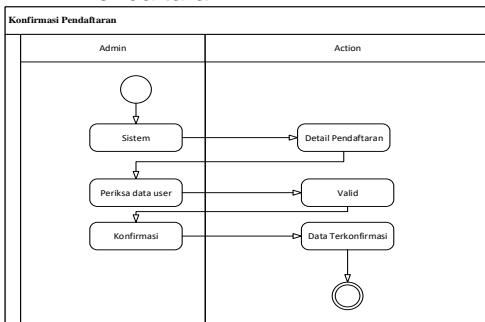 Konfirmasi Pendaftaran
Admin
Action
Sistem
Detail Pendaftaran
Periksa data user
Valid
Konfirmasi
Data Terkonfirmasi